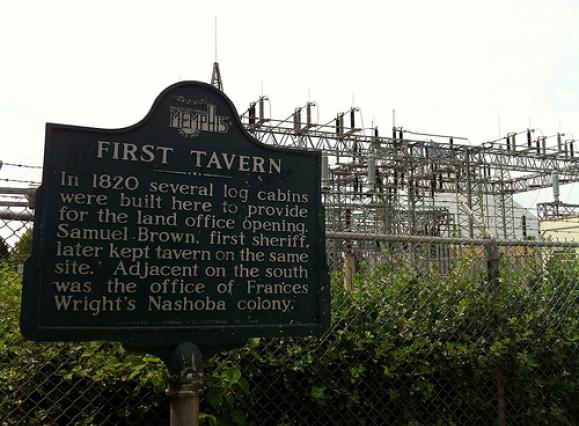 MEMPHIS
FIRST TAVERN
In 1820 several log cabins
were built here to provide
for the land office opening.
Samuel Brown, first sheriff,
later kept tavern on the same
site. Adjacent on the south
was the office of Frances
Wright's Nashoba colony.